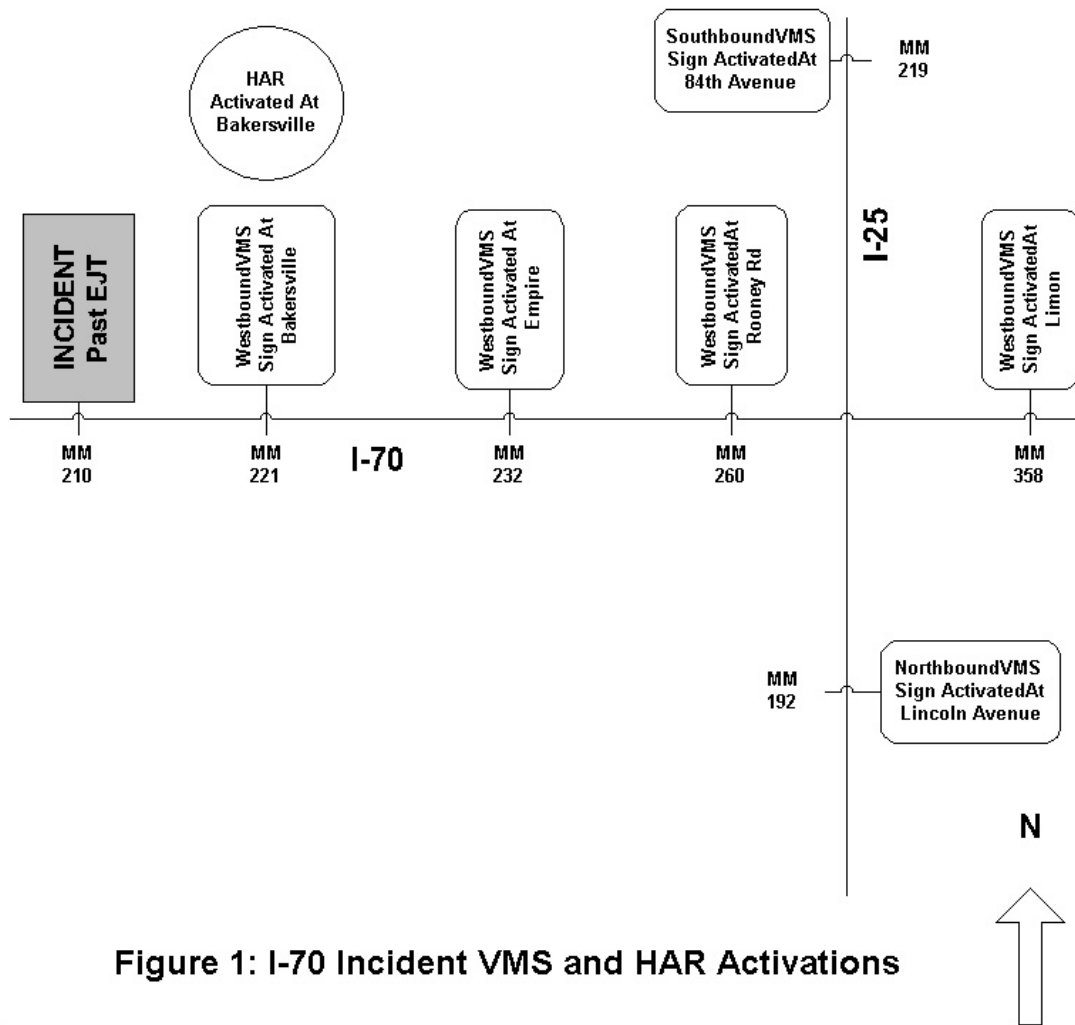 HAR
Activated At
Bakersville
SouthboundVMS
Sign ActivatedAt
84th Avenue
MM
219
INCIDENT
Past EJT
WestboundVMS
Sign Activated At
Bakersville
WestboundVMS
Sign Activated At
Empire
WestboundVMS
Sign ActivatedAt
Rooney Rd
I-25
WestboundVMS
Sign ActivatedAt
Limon
MM
210
MM
221
I-70
MM
232
MM
260
MM
358
MM
192
NorthboundVMS
Sign ActivatedAt
Lincoln Avenue
N
Figure 1: I-70 Incident VMS and HAR Activations